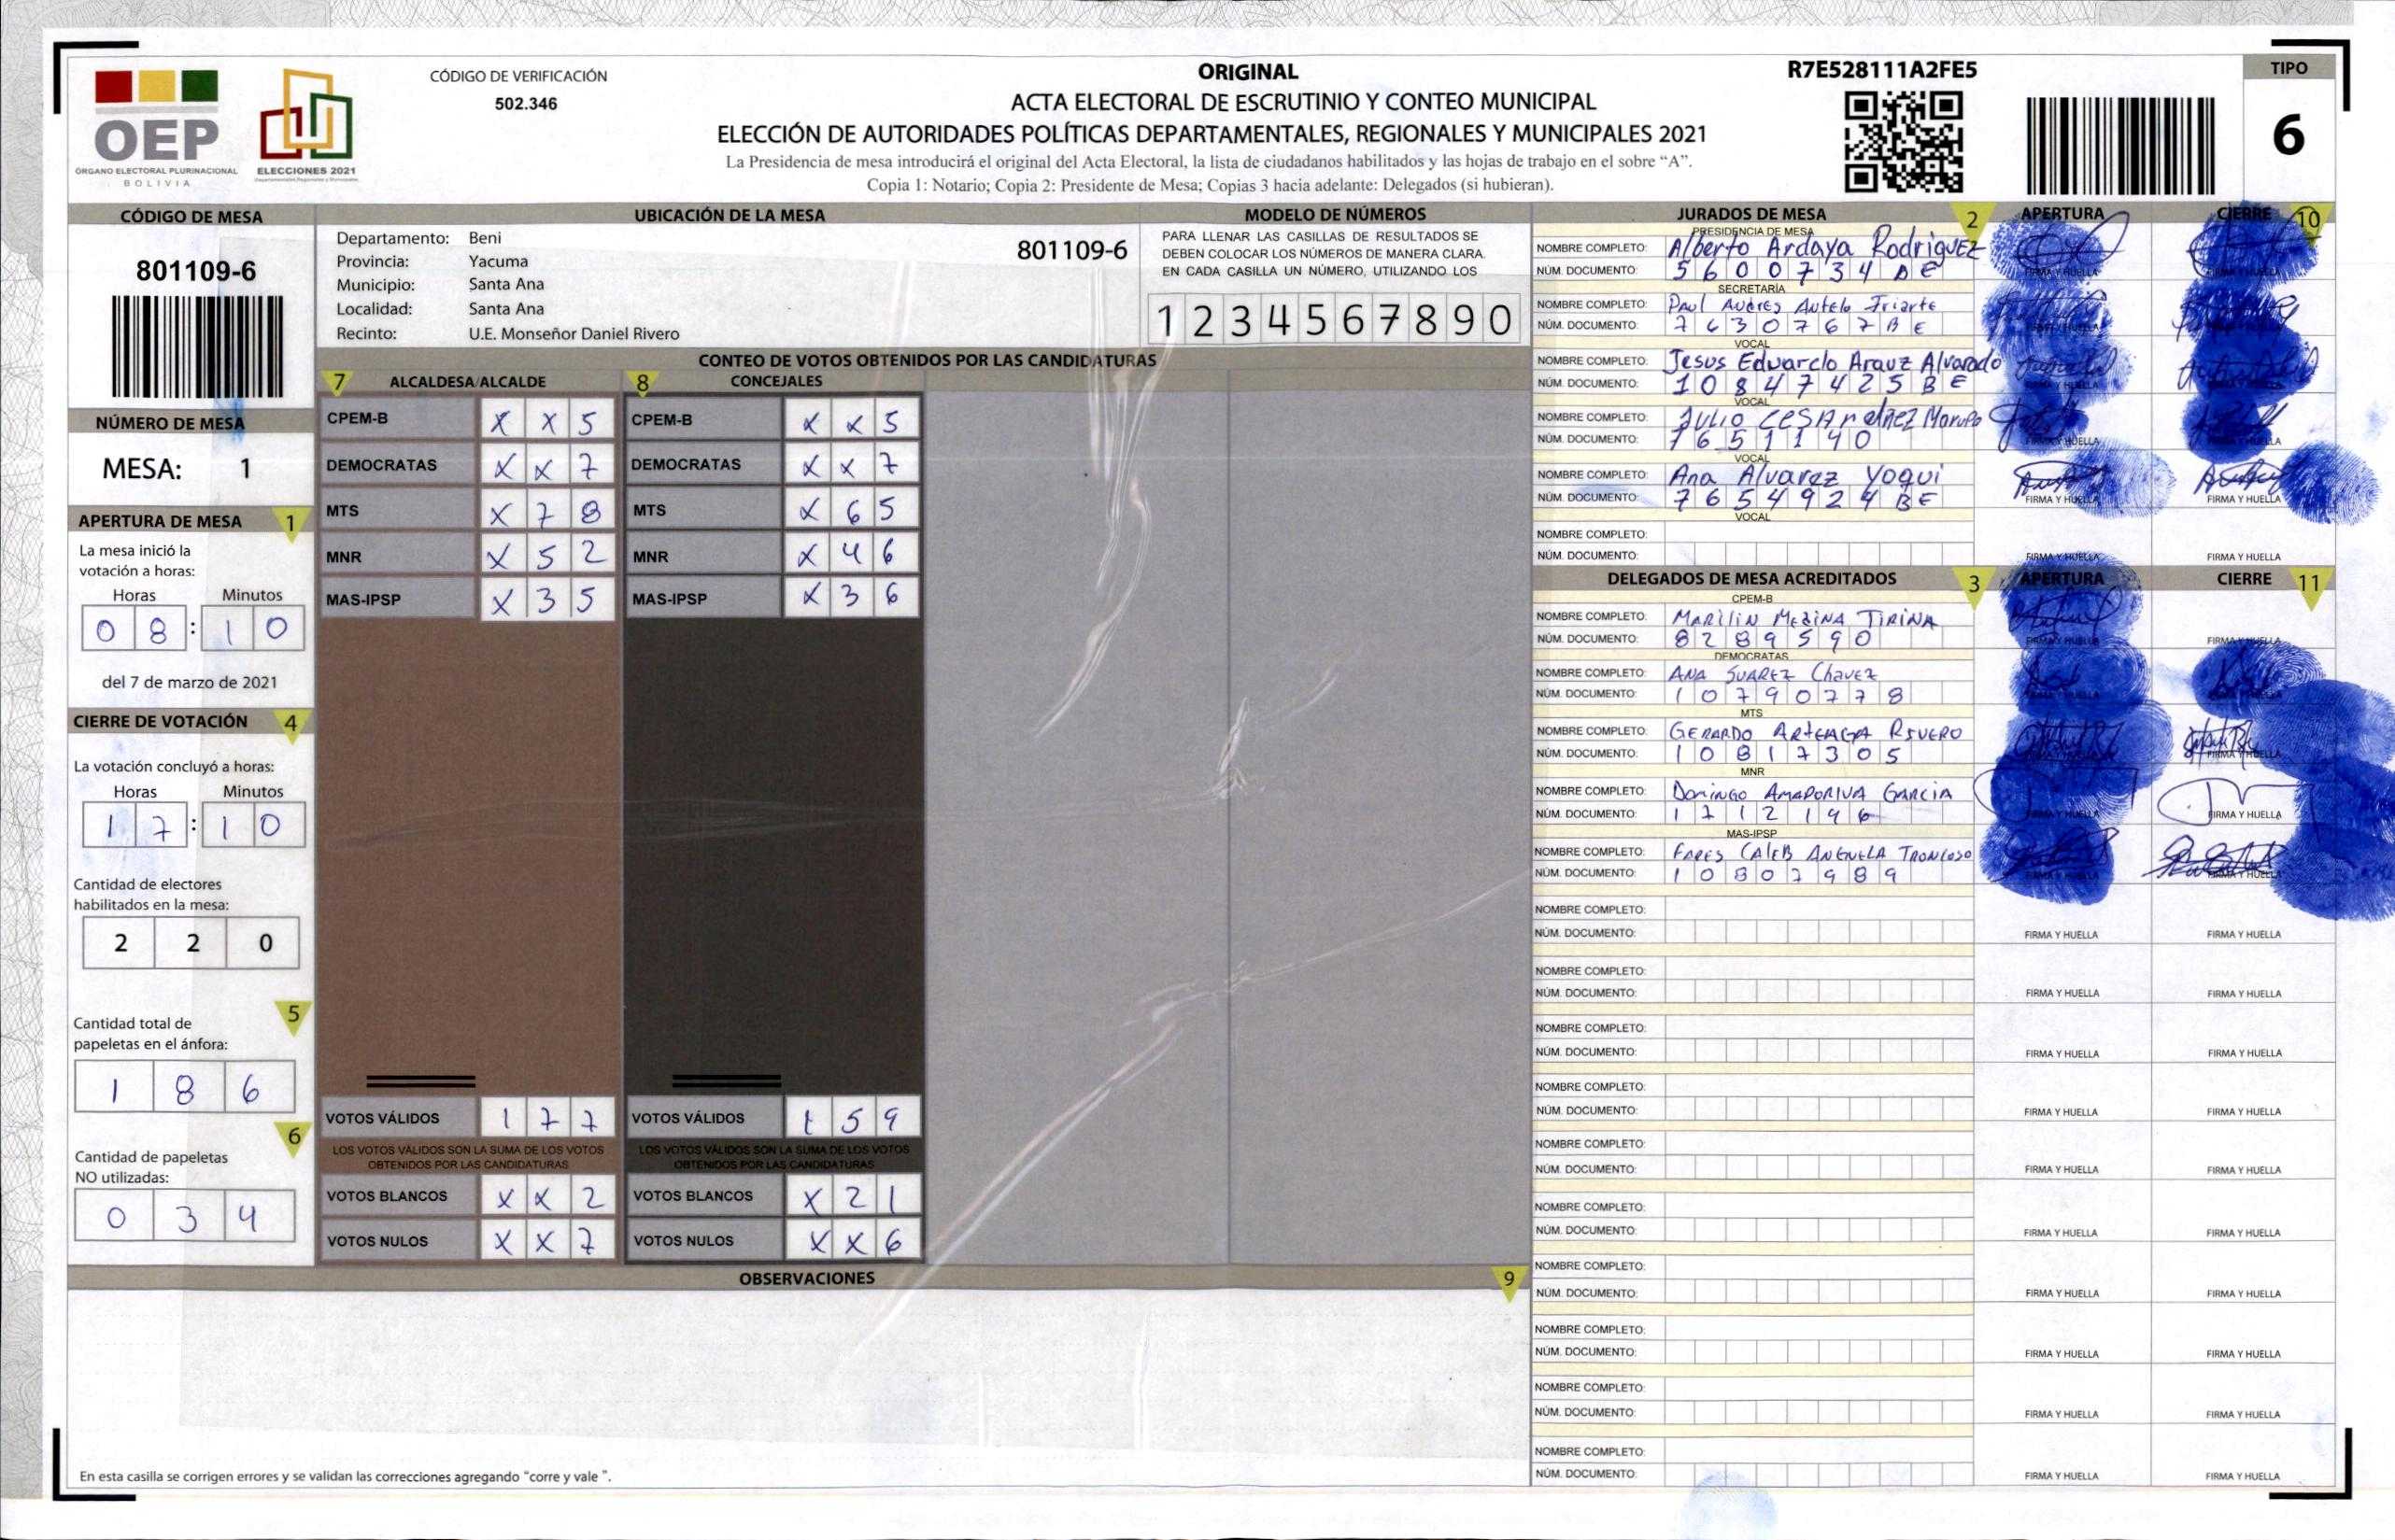 OEP
ÓRGANO ELECTORAL PLURINACIONAL
BOLIVIA
ELECCIONES 2021
CÓDIGO DE VERIFICACIÓN
502.346
ORIGINAL
ACTA ELECTORAL DE ESCRUTINIO Y CONTEO MUNICIPAL
ELECCIÓN DE AUTORIDADES POLÍTICAS DEPARTAMENTALES, REGIONALES Y MUNICIPALES 2021
La Presidencia de mesa introducirá el original del Acta Electoral, la lista de ciudadanos habilitados y las hojas de trabajo en el sobre “A”.
Copia 1: Notario; Copia 2: Presidente de Mesa; Copias 3 hacia adelante: Delegados (si hubieran).
R7E528111A2FE5
TIPO
6
CÓDIGO DE MESA
801109-6
NÚMERO DE MESA
MESA: 1
APERTURA DE MESA 1
La mesa inició la
votación a horas:
Horas Minutos
0 8 : 1 0
del 7 de marzo de 2021
CIERRE DE VOTACIÓN 4
La votación concluyó a horas:
Horas Minutos
1 7 : 1 0
Cantidad de electores
habilitados en la mesa:
2 2 0
5
Cantidad total de
papeletas en el ánfora:
1 8 6
6
Cantidad de papeletas
NO utilizadas:
0 3 4
UBICACIÓN DE LA MESA
Departamento: Beni
801109-6
Provincia: Yacuma
Municipio: Santa Ana
Localidad: Santa Ana
Recinto: U.E. Monseñor Daniel Rivero
MODELO DE NÚMEROS
PARA LLENAR LAS CASILLAS DE RESULTADOS SE
DEBEN COLOCAR LOS NÚMEROS DE MANERA CLARA.
EN CADA CASILLA UN NÚMERO, UTILIZANDO LOS
1 2 3 4 5 6 7 8 9 0
CONTEO DE VOTOS OBTENIDOS POR LAS CANDIDATURAS
7 ALCALDESA/ALCALDE
CPEM-B X X 5
DEMOCRATAS X X 7
MTS X 7 8
MNR X 5 2
MAS-IPSP X 3 5
VOTOS VÁLIDOS 1 7 7
LOS VOTOS VÁLIDOS SON LA SUMA DE LOS VOTOS
OBTENIDOS POR LAS CANDIDATURAS
VOTOS BLANCOS X X 2
VOTOS NULOS X X 7
8 CONCEJALES
CPEM-B X X 5
DEMOCRATAS X X 7
MTS X 6 5
MNR X 4 6
MAS-IPSP X 3 6
VOTOS VÁLIDOS 1 5 9
LOS VOTOS VÁLIDOS SON LA SUMA DE LOS VOTOS
OBTENIDOS POR LAS CANDIDATURAS
VOTOS BLANCOS X 2 1
VOTOS NULOS X X 6
OBSERVACIONES 9
En esta casilla se corrigen errores y se validan las correcciones agregando “corre y vale ”.
JURADOS DE MESA 2 APERTURA CIERRE 10
PRESIDENCIA DE MESA
NOMBRE COMPLETO: Alberto Ardaya Rodriguez
NÚM. DOCUMENTO: 5 6 0 0 7 3 4 B E FIRMA Y HUELLA FIRMA Y HUELLA
SECRETARÍA
NOMBRE COMPLETO: Paul Andres Antelo Iriarte
NÚM. DOCUMENTO: 7 6 3 0 7 6 7 B E FIRMA Y HUELLA FIRMA Y HUELLA
VOCAL
NOMBRE COMPLETO: Jesus Eduardo Arauz Alvarado
NÚM. DOCUMENTO: 1 0 8 4 7 4 2 5 B E FIRMA Y HUELLA
VOCAL
NOMBRE COMPLETO: Julio Cesar
NÚM. DOCUMENTO: 7 6 5 1 1 4 0 FIRMA Y HUELLA FIRMA Y HUELLA
VOCAL
NOMBRE COMPLETO: Ana Alvarez Yoqui
NÚM. DOCUMENTO: 7 6 5 4 9 2 4 B E FIRMA Y HUELLA FIRMA Y HUELLA
VOCAL
NOMBRE COMPLETO:
NÚM. DOCUMENTO: FIRMA Y HUELLA FIRMA Y HUELLA
DELEGADOS DE MESA ACREDITADOS 3 APERTURA CIERRE 11
CPEM-B
NOMBRE COMPLETO: Marilin Medina Tirina
NÚM. DOCUMENTO: 8 2 8 9 5 9 0 FIRMA Y HUELLA FIRMA Y HUELLA
DEMOCRATAS
NOMBRE COMPLETO: Ana Suarez Chavez
NÚM. DOCUMENTO: 1 0 7 9 0 7 7 8
MTS
NOMBRE COMPLETO: Gerardo Arteaga Rivero
NÚM. DOCUMENTO: 1 0 8 1 7 3 0 5 FIRMA Y HUELLA
MNR
NOMBRE COMPLETO: Domingo Amaporiva Garcia
NÚM. DOCUMENTO: 1 7 1 2 1 9 6 FIRMA Y HUELLA FIRMA Y HUELLA
MAS-IPSP
NOMBRE COMPLETO: Fares Caleb Troncoso
NÚM. DOCUMENTO: 1 0 8 0 7 9 8 9 FIRMA Y HUELLA FIRMA Y HUELLA
NOMBRE COMPLETO:
NÚM. DOCUMENTO: FIRMA Y HUELLA FIRMA Y HUELLA
NOMBRE COMPLETO:
NÚM. DOCUMENTO: FIRMA Y HUELLA FIRMA Y HUELLA
NOMBRE COMPLETO:
NÚM. DOCUMENTO: FIRMA Y HUELLA FIRMA Y HUELLA
NOMBRE COMPLETO:
NÚM. DOCUMENTO: FIRMA Y HUELLA FIRMA Y HUELLA
NOMBRE COMPLETO:
NÚM. DOCUMENTO: FIRMA Y HUELLA FIRMA Y HUELLA
NOMBRE COMPLETO:
NÚM. DOCUMENTO: FIRMA Y HUELLA FIRMA Y HUELLA
NOMBRE COMPLETO:
NÚM. DOCUMENTO: FIRMA Y HUELLA FIRMA Y HUELLA
NOMBRE COMPLETO:
NÚM. DOCUMENTO: FIRMA Y HUELLA FIRMA Y HUELLA
NOMBRE COMPLETO:
NÚM. DOCUMENTO: FIRMA Y HUELLA FIRMA Y HUELLA
NOMBRE COMPLETO:
NÚM. DOCUMENTO: FIRMA Y HUELLA FIRMA Y HUELLA